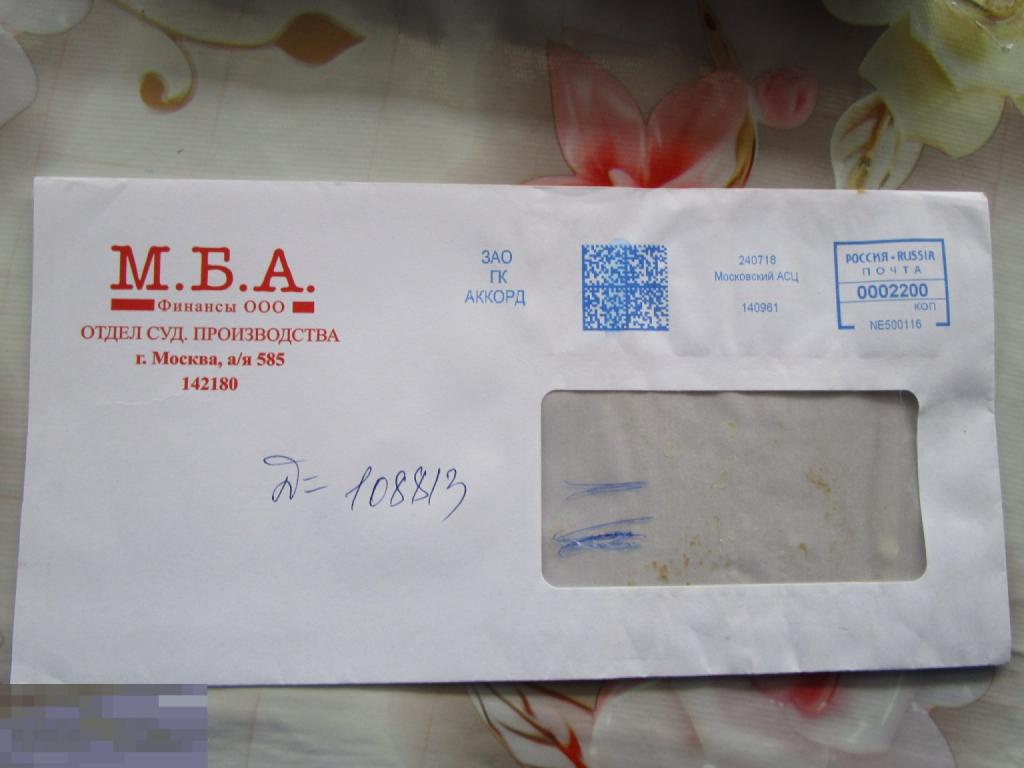 М.Б.А.
Финансы ООО
ОТДЕЛ СУД. ПРОИЗВОДСТВА
г. Москва, а/я 585
142180
ЗАО
ГК
АККОРД
240718
Московский АСЦ
140961
РОССИЯ - RUSSIA
ПОЧТА
0002200
КОП
NE500116
Д= 108813